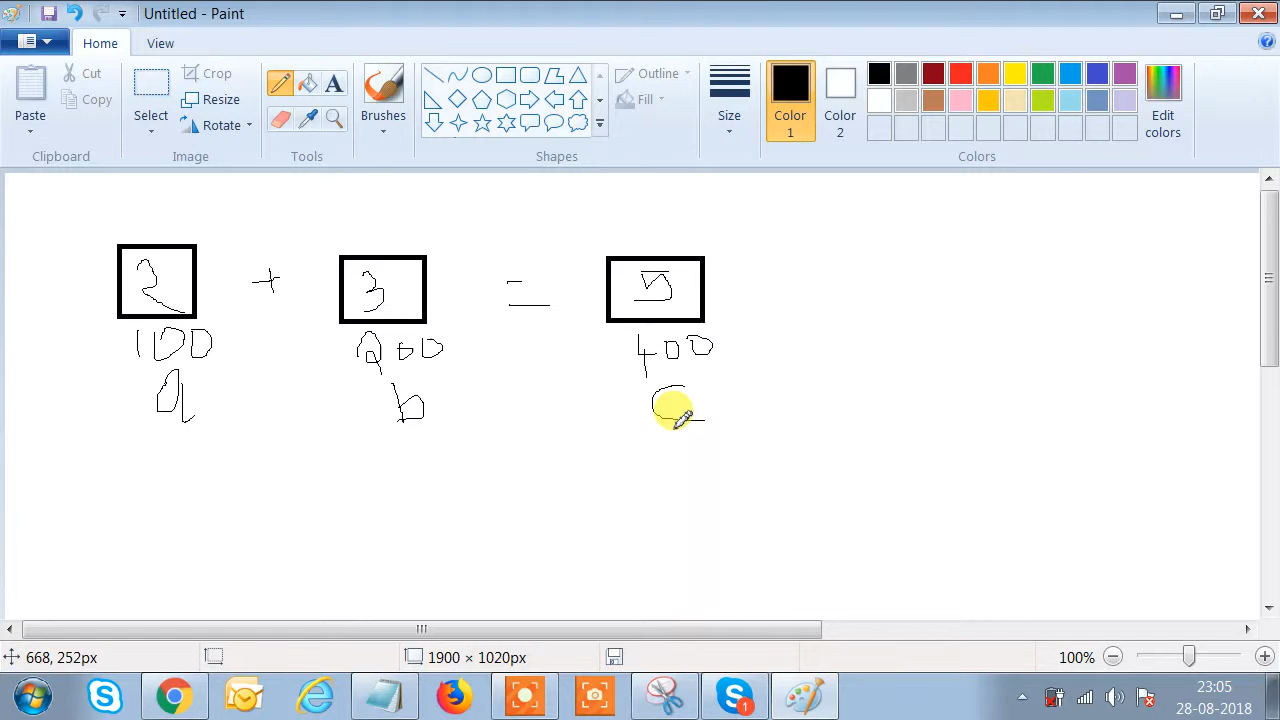 Untitled - Paint
Home View
Paste
Cut
Copy
Clipboard
Select
Crop
Resize
Rotate
Image
A
Tools
Brushes
Outline
Fill
Shapes
Size
Color 1
Color 2
Edit colors
Colors
2 + 3 = 5
100 200 400
a b c
668, 252px
1900 × 1020px
100%
1
23:05
28-08-2018